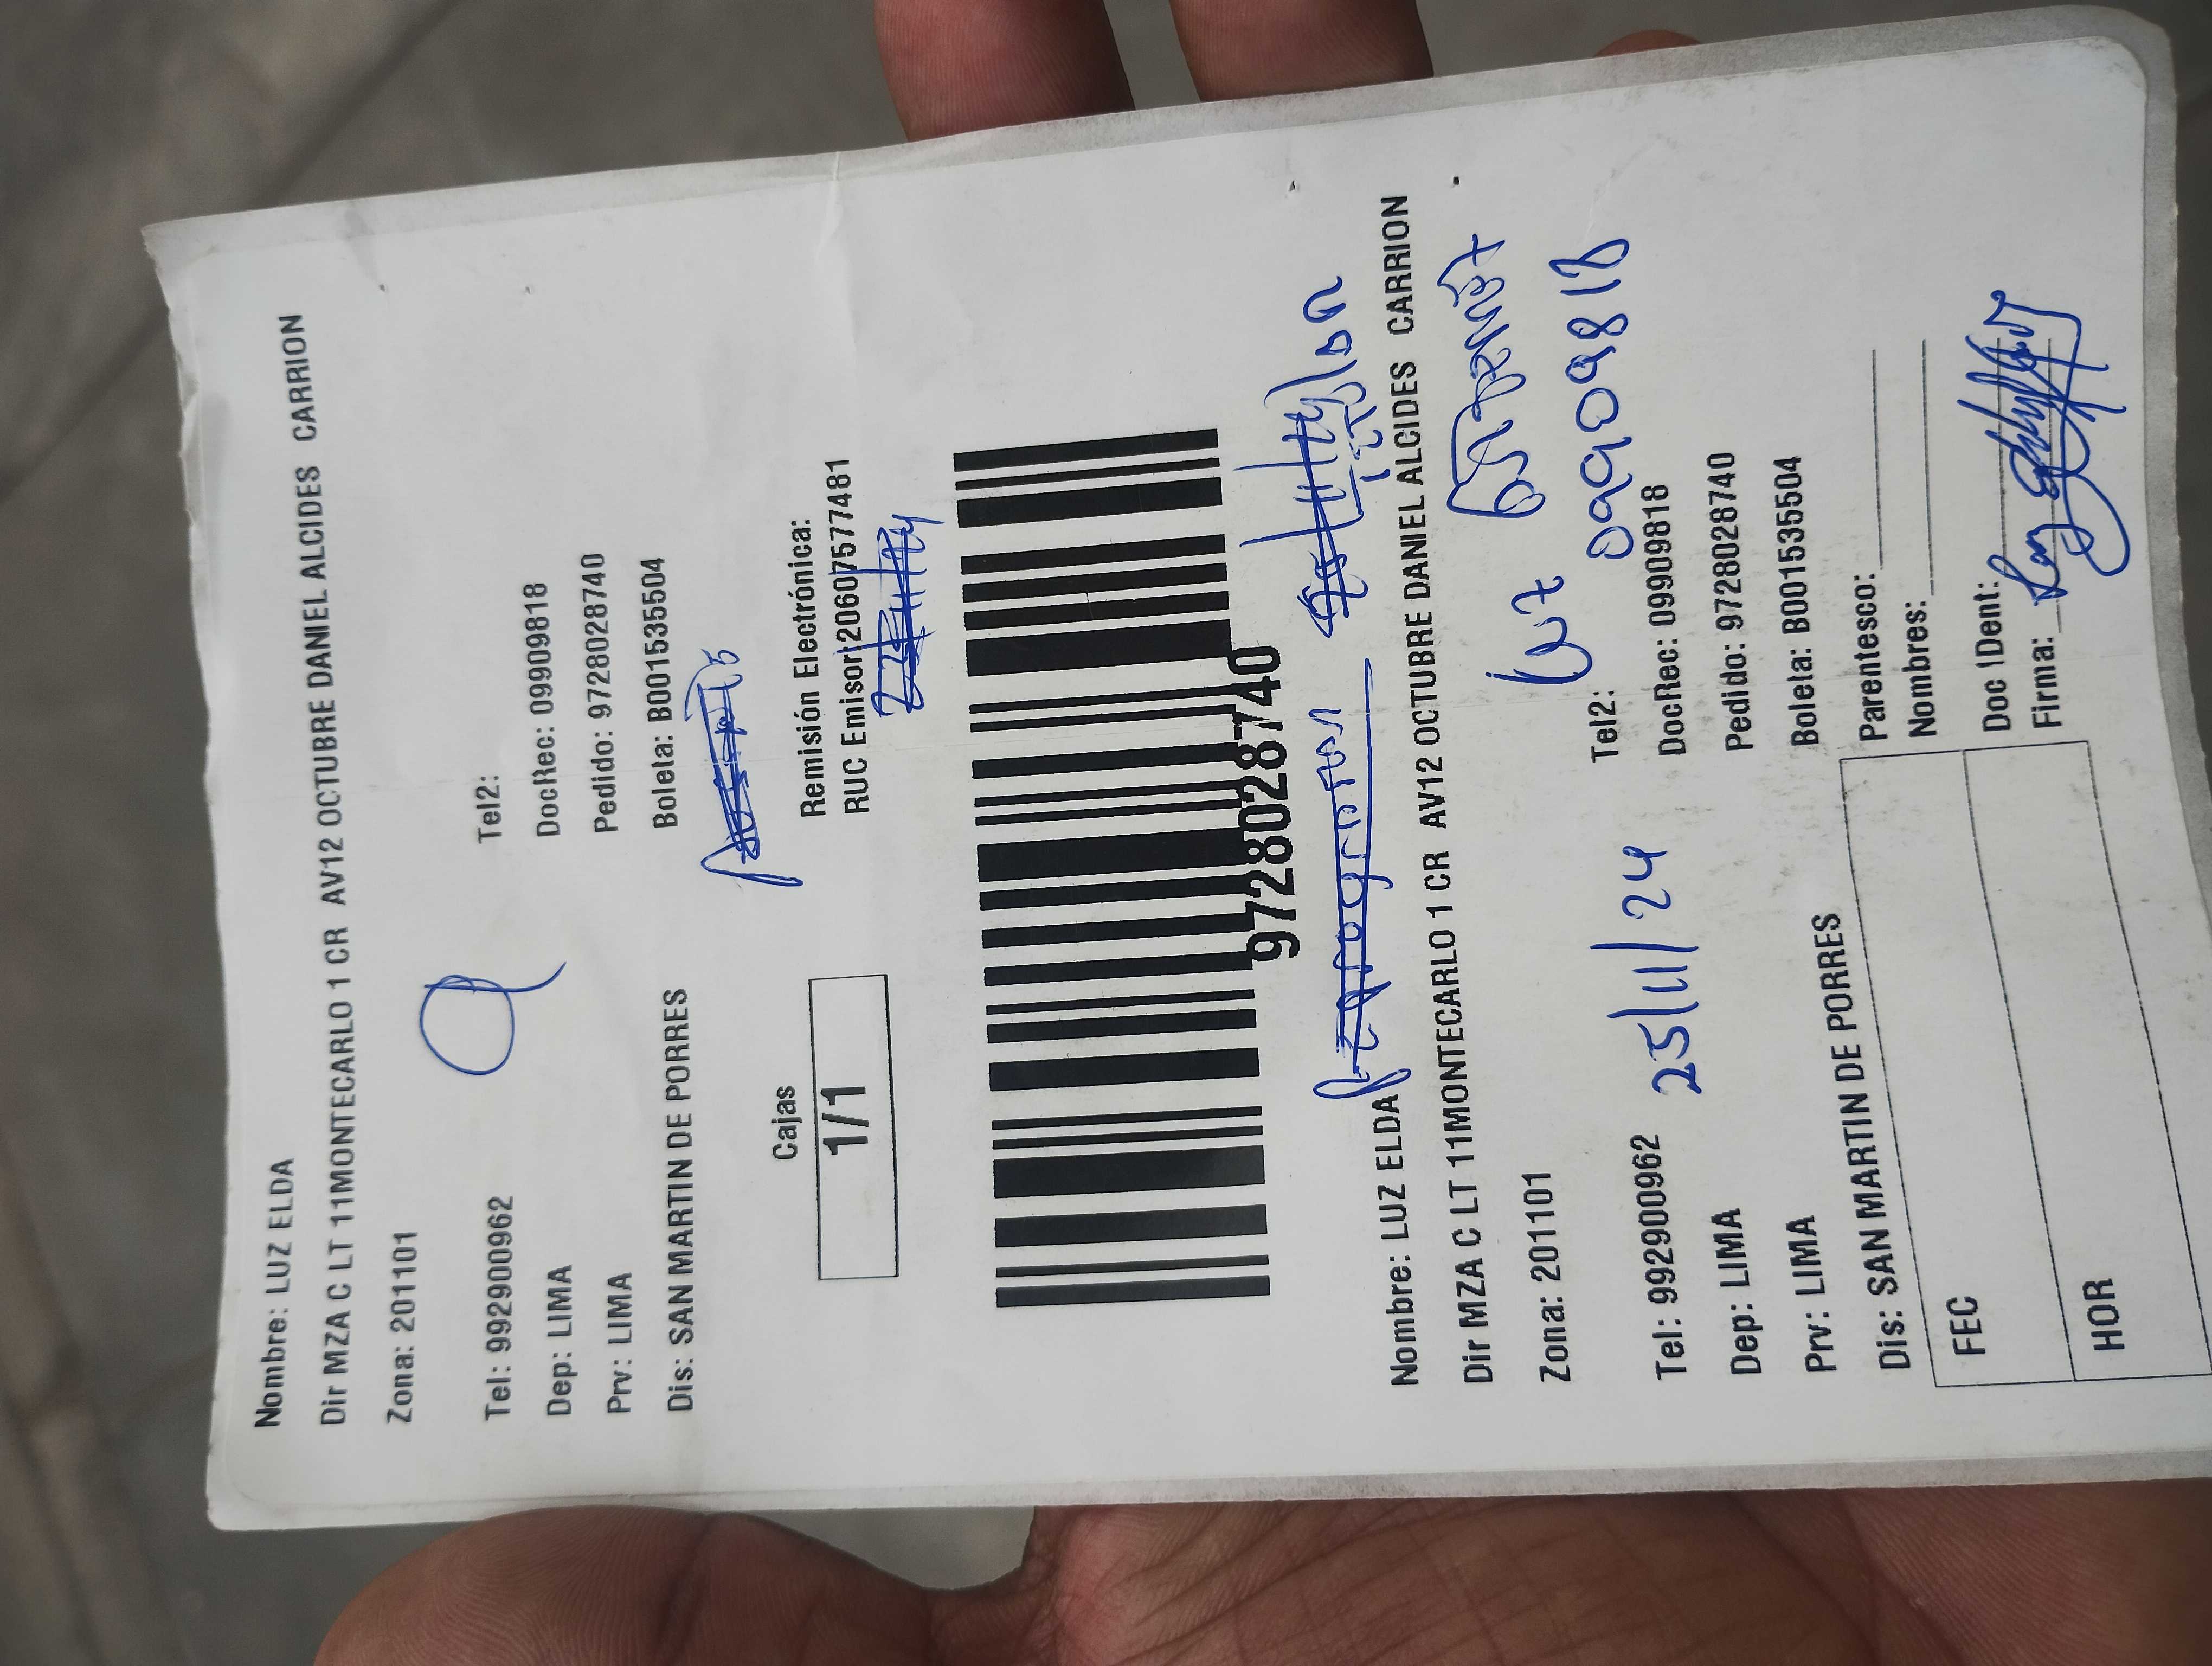 Nombre: LUZ ELDA
Dir MZA C LT 11MONTECARLO 1 CR AV12 OCTUBRE DANIEL ALCIDES CARRION
Zona: 201101
Tel: 992900962 Tel2:
Dep: LIMA DocRec: 09909818
Prv: LIMA Pedido: 9728028740
Dis: SAN MARTIN DE PORRES Boleta: B001535504
Cajas
1/1
Remisión Electrónica:
RUC Emisor:20607577481
9728028740
Nombre: LUZ ELDA
Dir MZA C LT 11MONTECARLO 1 CR AV12 OCTUBRE DANIEL ALCIDES CARRION
Zona: 201101 Luz
09909818
Tel: 992900962 25/11/24 Tel2:
Dep: LIMA DocRec: 09909818
Prv: LIMA Pedido: 9728028740
Dis: SAN MARTIN DE PORRES Boleta: B001535504
FEC
HOR
Parentesco:
Nombres:
Doc IDent:
Firma: